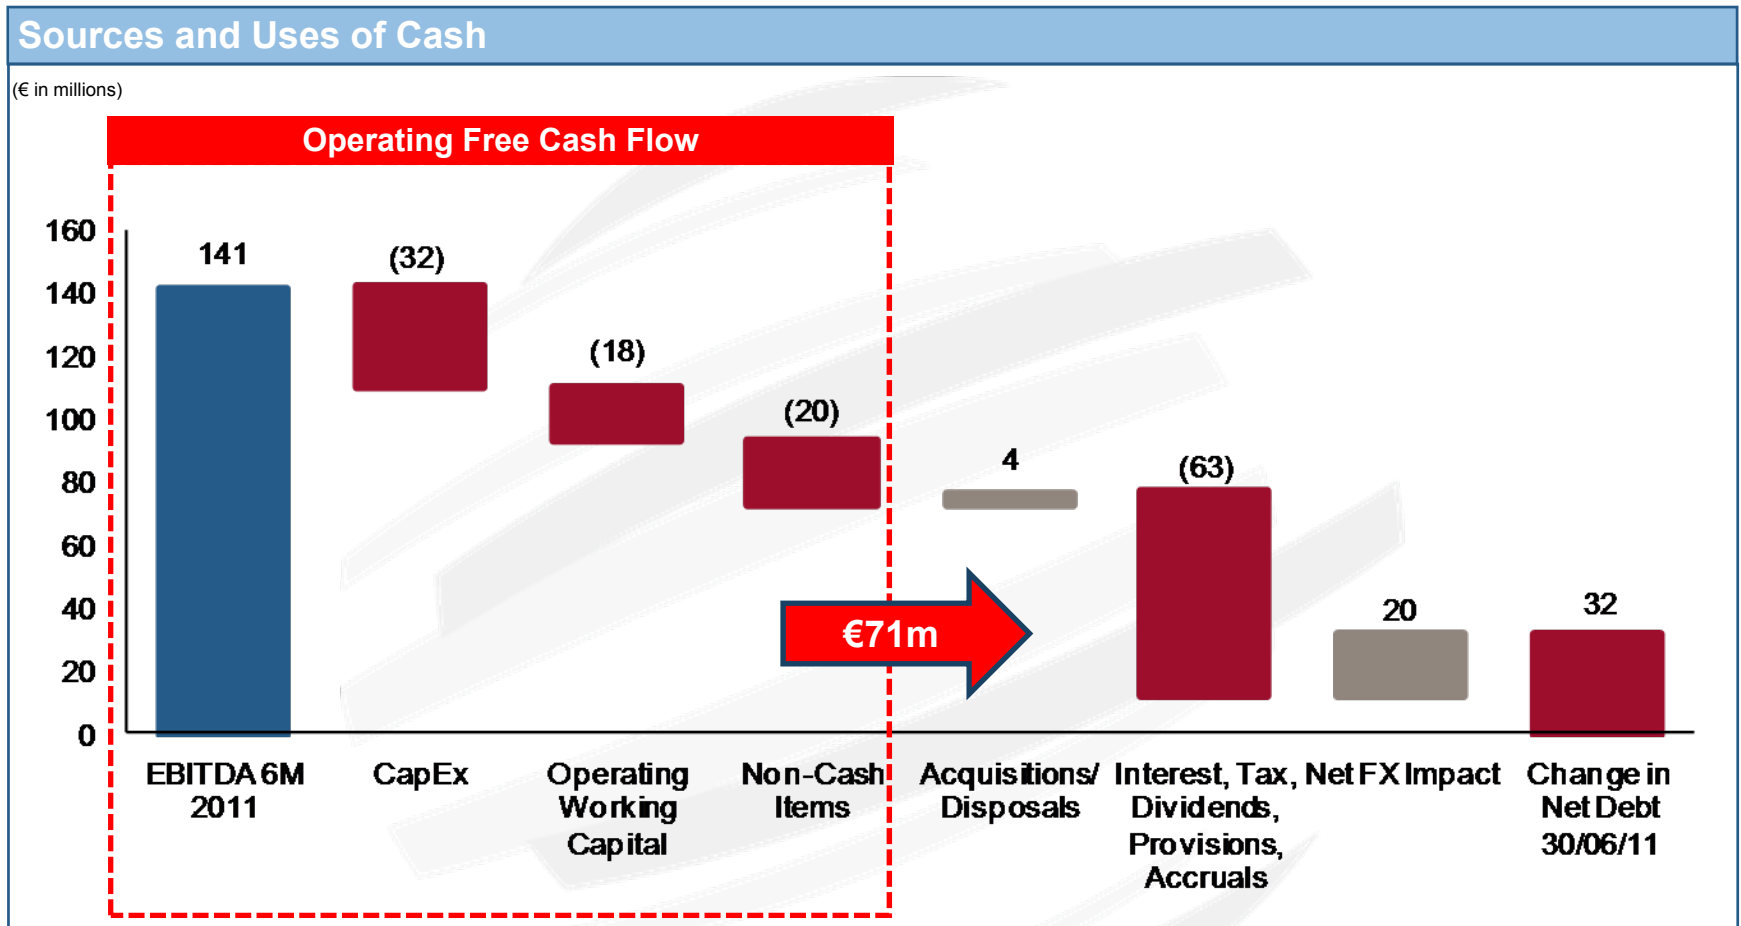 Sources and Uses of Cash
(€ in millions)
Operating Free Cash Flow
160
140
120
100
80
60
40
20
0
141
(32)
(18)
(20)
4
(63)
20
32
€71m
EBITDA 6M
2011
CapEx
Operating
Working
Capital
Non-Cash
Items
Acquisitions/
Disposals
Interest, Tax,
Dividends,
Provisions,
Accruals
Net FX Impact
Change in
Net Debt
30/06/11